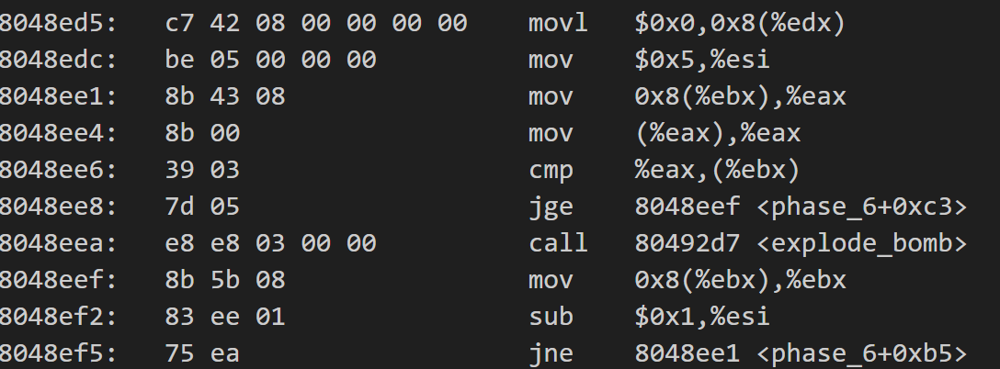 8048ed5: c7 42 08 00 00 00 00 movl $0x0,0x8(%edx)
8048edc: be 05 00 00 00 mov $0x5,%esi
8048ee1: 8b 43 08 mov 0x8(%ebx),%eax
8048ee4: 8b 00 mov (%eax),%eax
8048ee6: 39 03 cmp %eax,(%ebx)
8048ee8: 7d 05 jge 8048eef <phase_6+0xc3>
8048eea: e8 e8 03 00 00 call 80492d7 <explode_bomb>
8048eef: 8b 5b 08 mov 0x8(%ebx),%ebx
8048ef2: 83 ee 01 sub $0x1,%esi
8048ef5: 75 ea jne 8048ee1 <phase_6+0xb5>